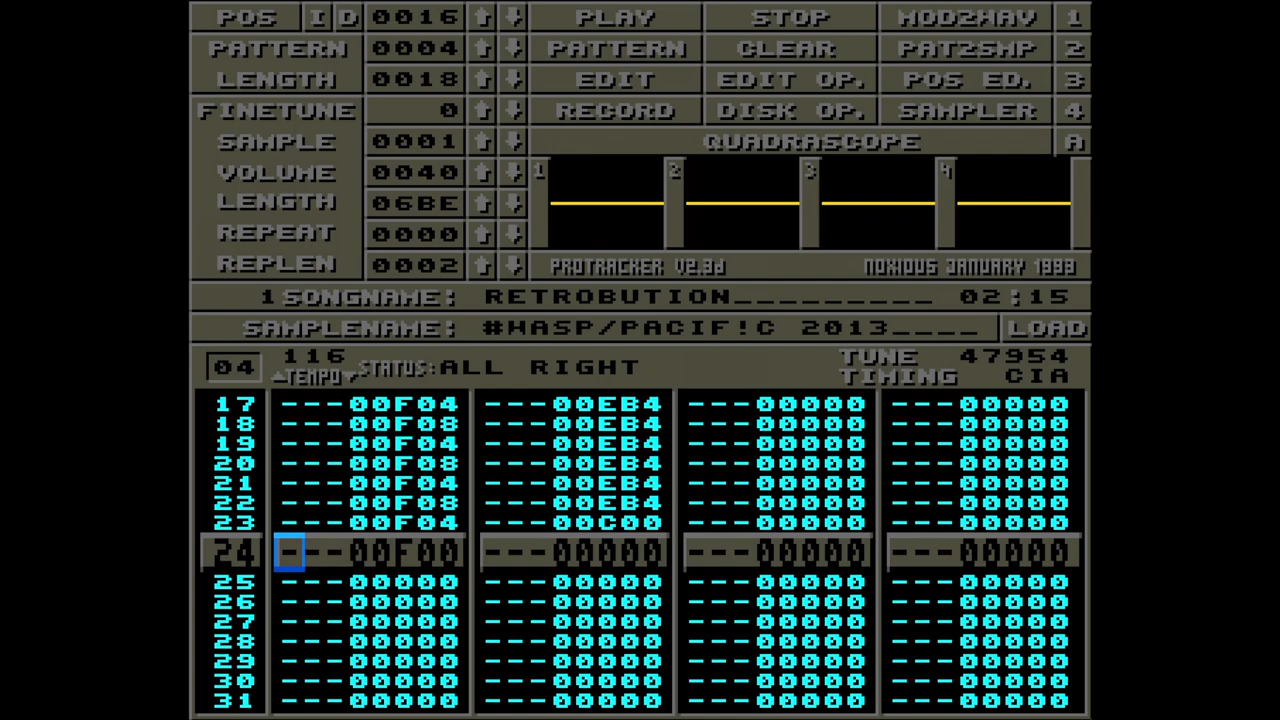 POS I D 0016 PLAY STOP MOD2WAV 1
PATTERN 0004 PATTERN CLEAR PAT2SMP 2
LENGTH 0018 EDIT EDIT OP. POS ED. 3
FINETUNE 0 RECORD DISK OP. SAMPLER 4
SAMPLE 0001 QUADRASCOPE A
VOLUME 0040 1 2 3 4
LENGTH 06BE
REPEAT 0000
REPLEN 0002 PROTRACKER V2.3d NOXIOUS JANUARY 1993
1 SONGNAME: RETROBUTION_________ 02:15
SAMPLENAME: #WASP/PACIF!C 2013____ LOAD
04 116 TEMPO STATUS:ALL RIGHT TUNE 47954
TIMING CIA
17 ---00F04 ---00EB4 ---00000 ---00000
18 ---00F08 ---00EB4 ---00000 ---00000
19 ---00F04 ---00EB4 ---00000 ---00000
20 ---00F08 ---00EB4 ---00000 ---00000
21 ---00F04 ---00EB4 ---00000 ---00000
22 ---00F08 ---00EB4 ---00000 ---00000
23 ---00F04 ---00C00 ---00000 ---00000
24 ---00F00 ---00000 ---00000 ---00000
25 ---00000 ---00000 ---00000 ---00000
26 ---00000 ---00000 ---00000 ---00000
27 ---00000 ---00000 ---00000 ---00000
28 ---00000 ---00000 ---00000 ---00000
29 ---00000 ---00000 ---00000 ---00000
30 ---00000 ---00000 ---00000 ---00000
31 ---00000 ---00000 ---00000 ---00000